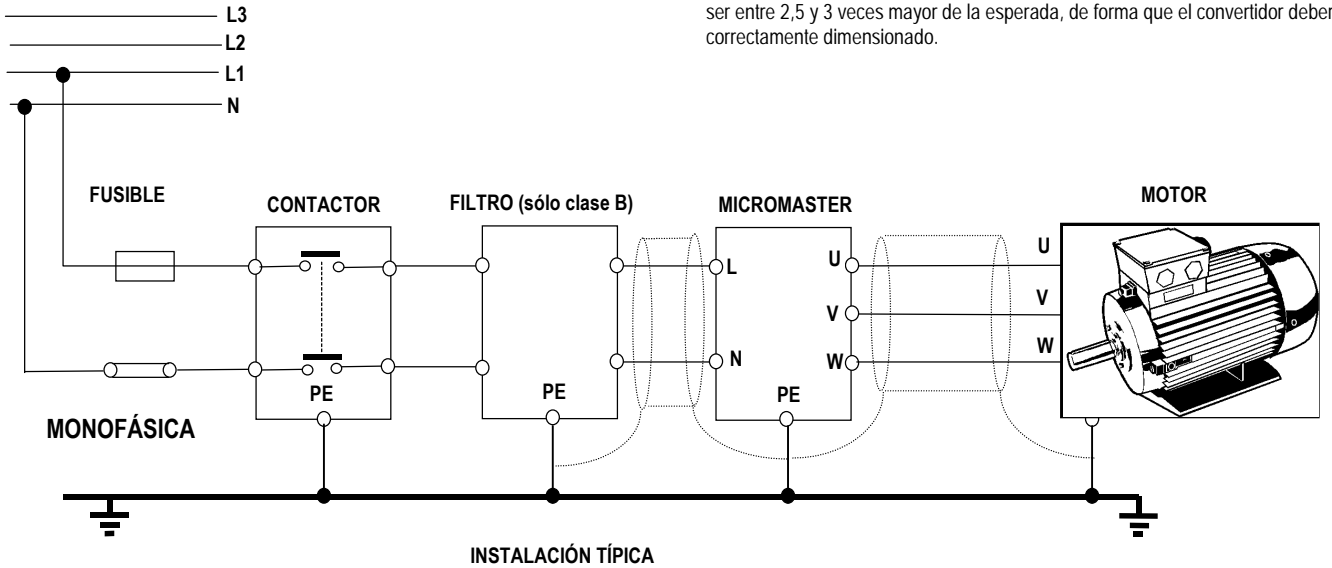 ser entre 2,5 y 3 veces mayor de la esperada, de forma que el convertidor deber
correctamente dimensionado.
L3
L2
L1
N
FUSIBLE
CONTACTOR
FILTRO (sólo clase B)
MICROMASTER
MOTOR
L
U
U
V
V
N
W
W
PE
PE
PE
MONOFÁSICA
INSTALACIÓN TÍPICA